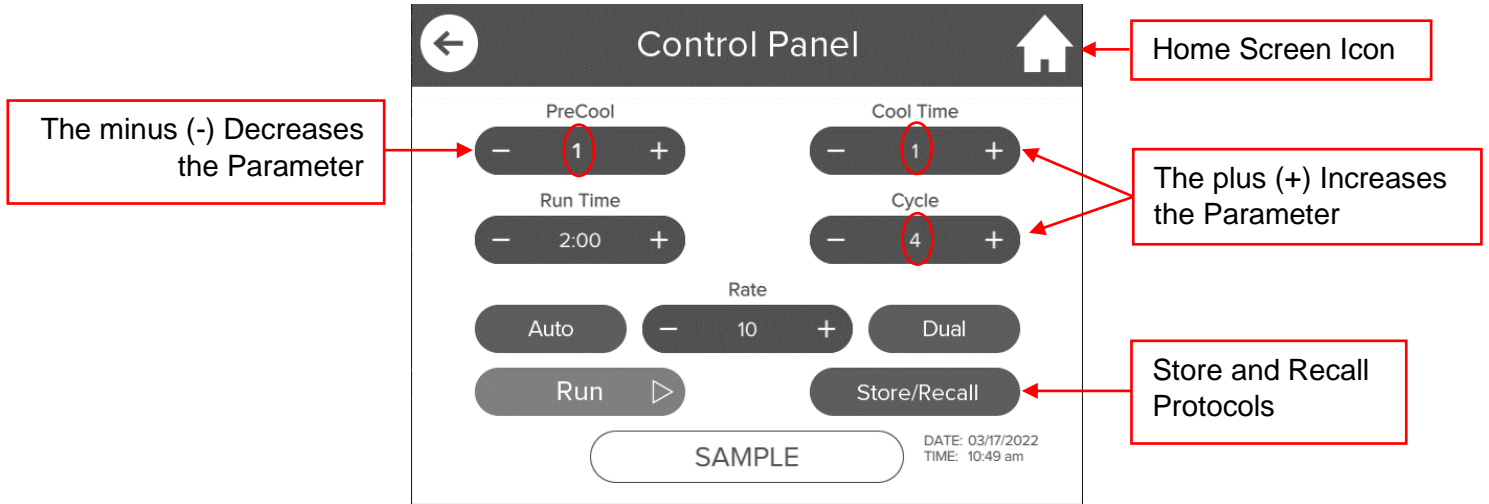 Control Panel
Home Screen Icon
The minus (-) Decreases
the Parameter
PreCool
− 1 +
Cool Time
− 1 +
The plus (+) Increases
the Parameter
Run Time
− 2:00 +
Cycle
− 4 +
Rate
Auto
− 10 +
Dual
Run
Store/Recall
Store and Recall
Protocols
SAMPLE
DATE: 03/17/2022
TIME: 10:49 am